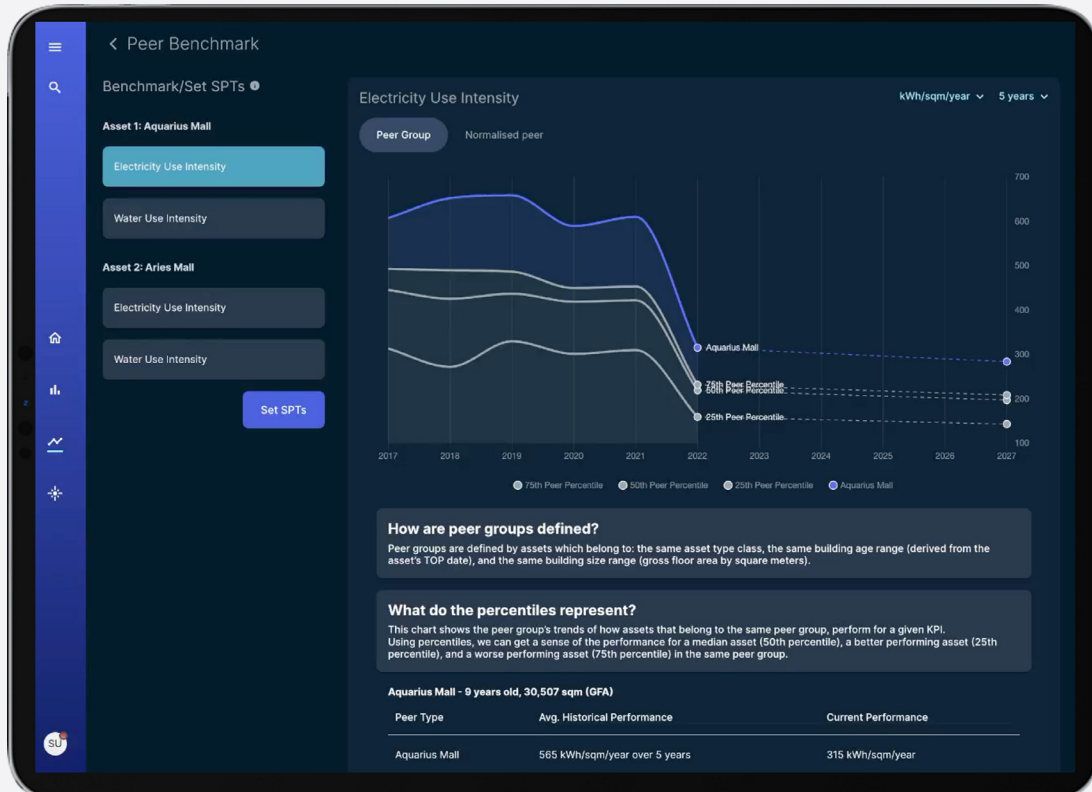 Peer Benchmark
Benchmark/Set SPTs
Asset 1: Aquarius Mall
Electricity Use Intensity
Water Use Intensity
Asset 2: Aries Mall
Electricity Use Intensity
Water Use Intensity
Set SPTs
SU
Electricity Use Intensity
kWh/sqm/year 5 years
Peer Group Normalised peer
700
600
500
400
300
200
100
Aquarius Mall
75th Peer Percentile
50th Peer Percentile
25th Peer Percentile
2017 2018 2019 2020 2021 2022 2023 2024 2025 2026 2027
75th Peer Percentile 50th Peer Percentile 25th Peer Percentile Aquarius Mall
How are peer groups defined?
Peer groups are defined by assets which belong to: the same asset type class, the same building age range (derived from the
asset's TOP date), and the same building size range (gross floor area by square meters).
What do the percentiles represent?
This chart shows the peer group's trends of how assets that belong to the same peer group, perform for a given KPI.
Using percentiles, we can get a sense of the performance for a median asset (50th percentile), a better performing asset (25th
percentile), and a worse performing asset (75th percentile) in the same peer group.
Aquarius Mall - 9 years old, 30,507 sqm (GFA)
Peer Type Avg. Historical Performance Current Performance
Aquarius Mall 565 kWh/sqm/year over 5 years 315 kWh/sqm/year